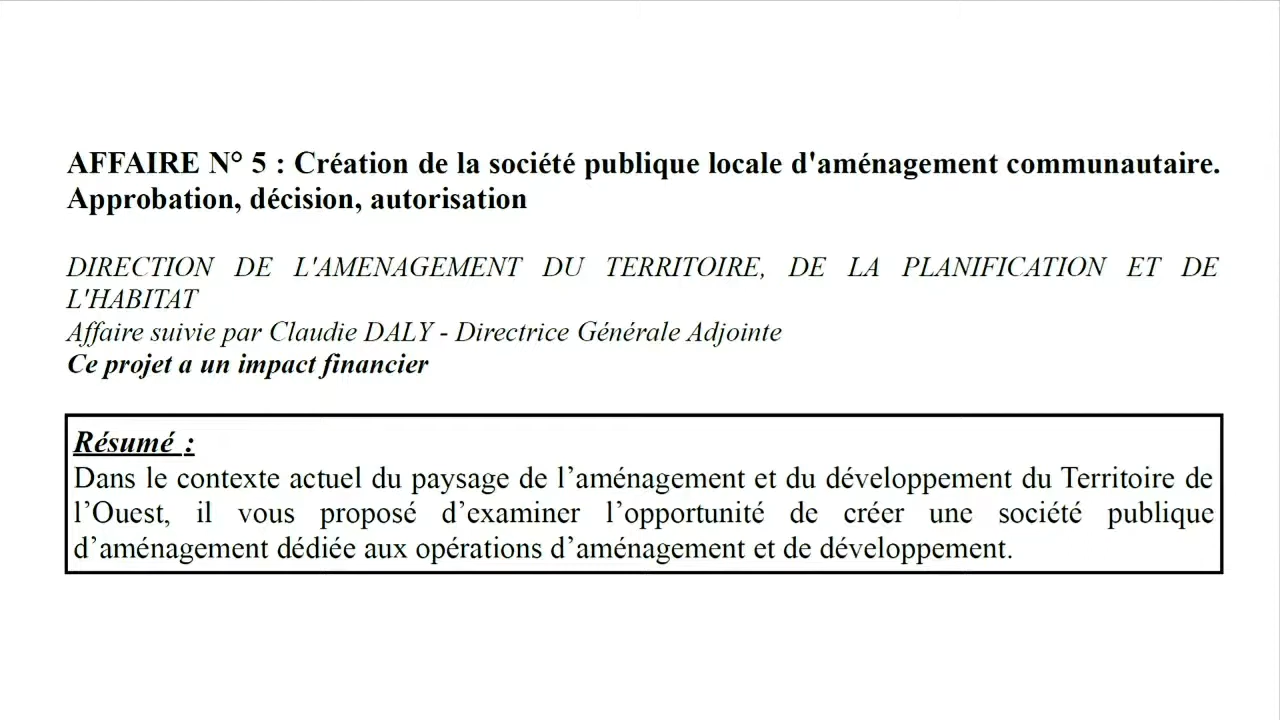 AFFAIRE N° 5 : Création de la société publique locale d'aménagement communautaire.
Approbation, décision, autorisation
DIRECTION DE L'AMENAGEMENT DU TERRITOIRE, DE LA PLANIFICATION ET DE
L'HABITAT
Affaire suivie par Claudie DALY - Directrice Générale Adjointe
Ce projet a un impact financier
Résumé :
Dans le contexte actuel du paysage de l’aménagement et du développement du Territoire de
l’Ouest, il vous proposé d’examiner l’opportunité de créer une société publique
d’aménagement dédiée aux opérations d’aménagement et de développement.